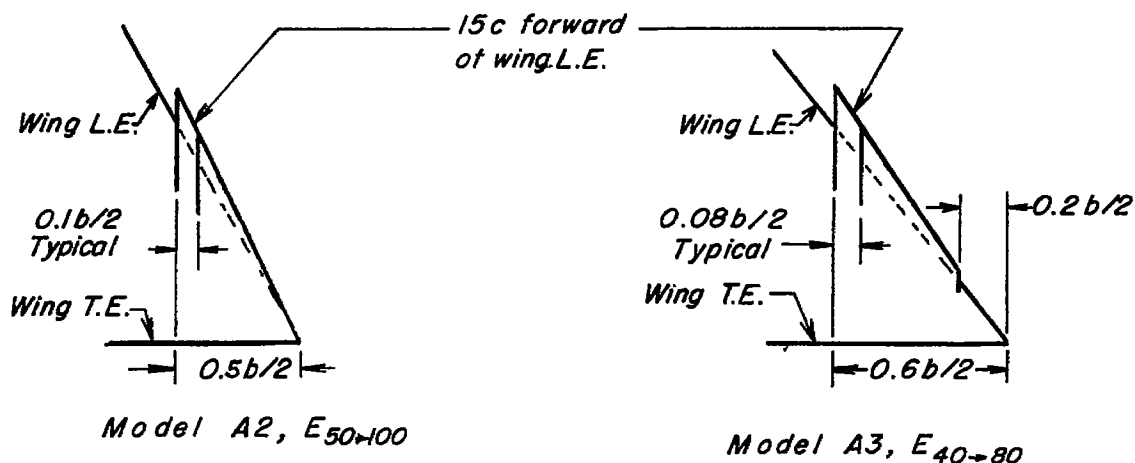 15c forward
of wing L.E.
Wing L.E.
0.1b/2
Typical
Wing T.E.
0.5b/2
Model A2, E50→100
Wing L.E.
0.08b/2
Typical
0.2b/2
Wing T.E.
0.6b/2
Model A3, E40→80